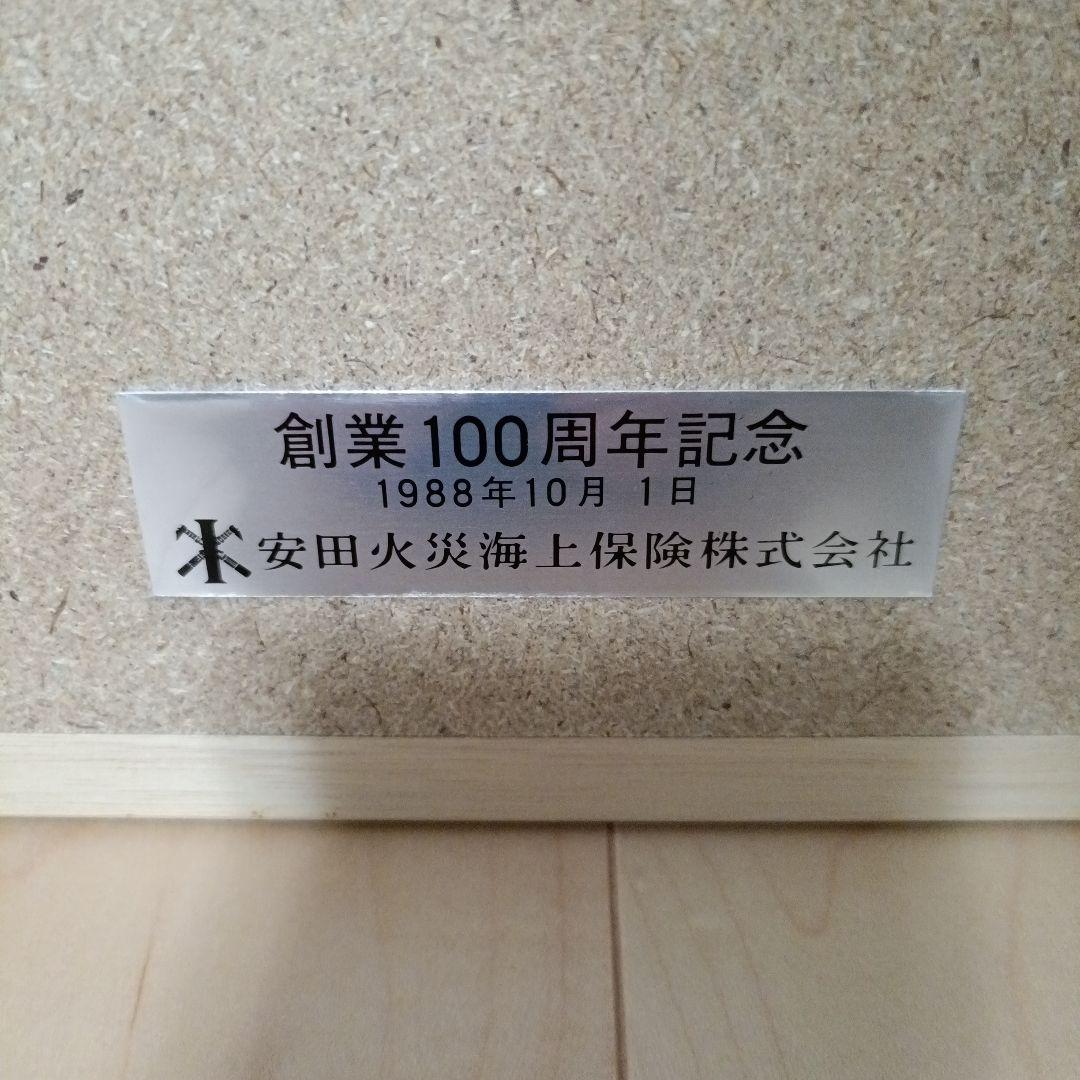 創業100周年記念
1988年10月 1日
安田火災海上保険株式会社